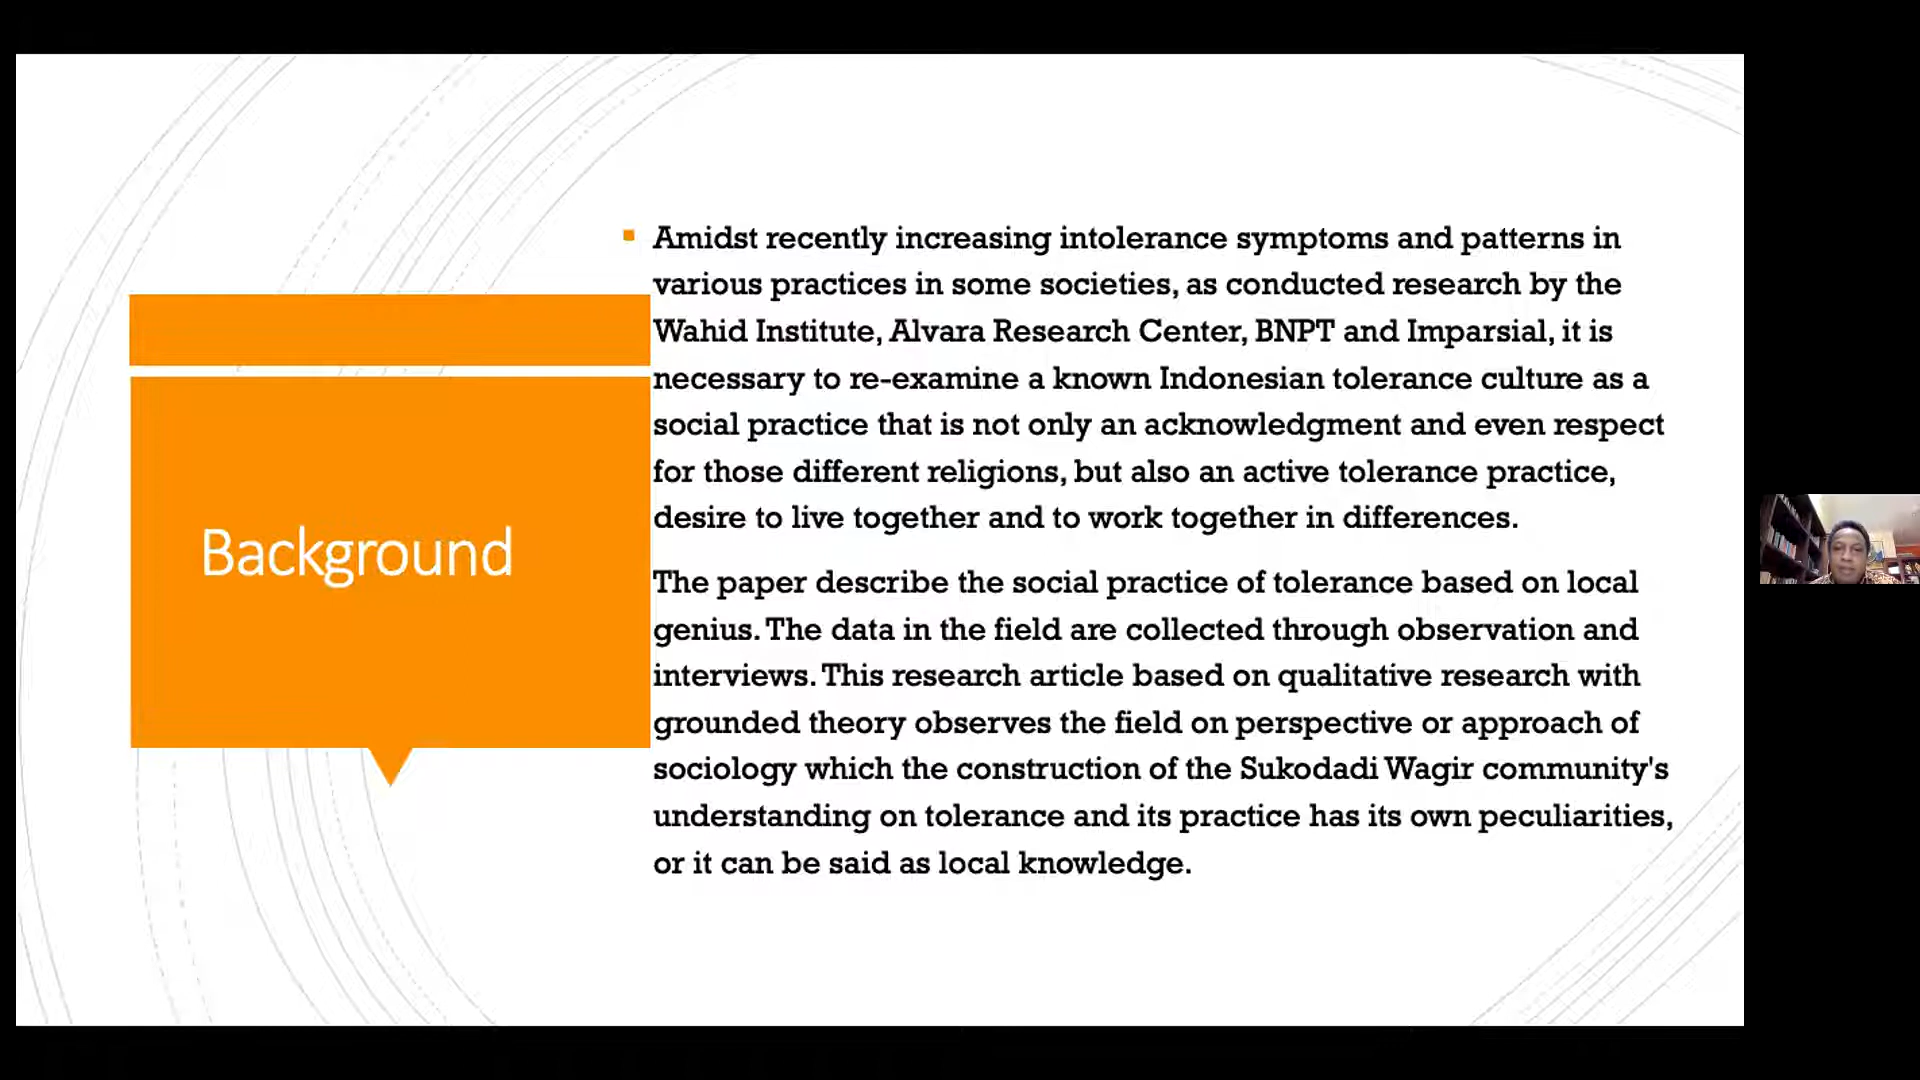 Background
Amidst recently increasing intolerance symptoms and patterns in
various practices in some societies, as conducted research by the
Wahid Institute, Alvara Research Center, BNPT and Imparsial, it is
necessary to re-examine a known Indonesian tolerance culture as a
social practice that is not only an acknowledgment and even respect
for those different religions, but also an active tolerance practice,
desire to live together and to work together in differences.
The paper describe the social practice of tolerance based on local
genius. The data in the field are collected through observation and
interviews. This research article based on qualitative research with
grounded theory observes the field on perspective or approach of
sociology which the construction of the Sukodadi Wagir community's
understanding on tolerance and its practice has its own peculiarities,
or it can be said as local knowledge.